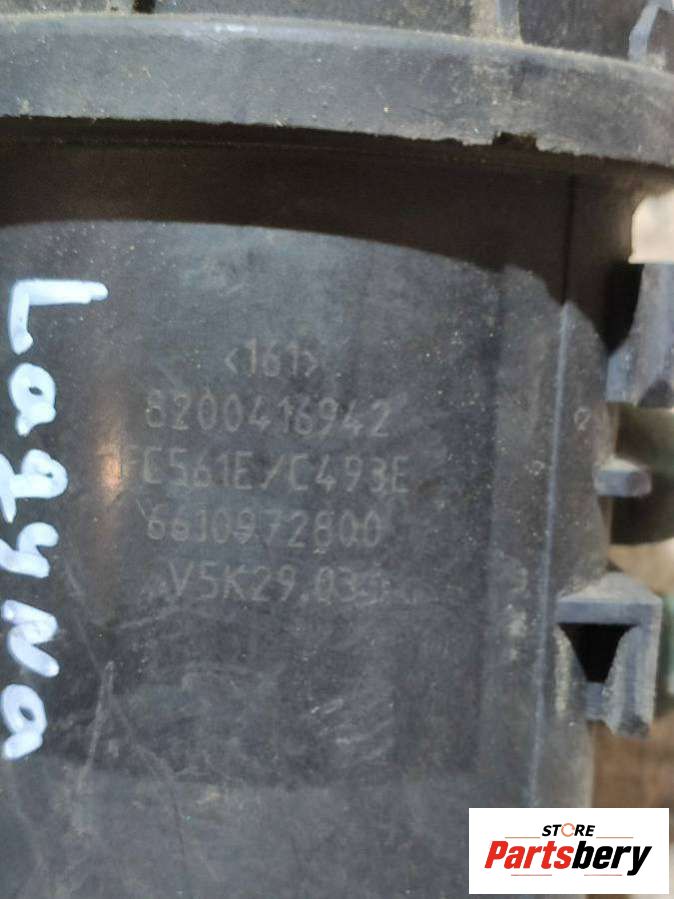 Laguna
<161>
8200416942
FC561E/C493E
6610972800
V5K29.03
STORE
Partsbery